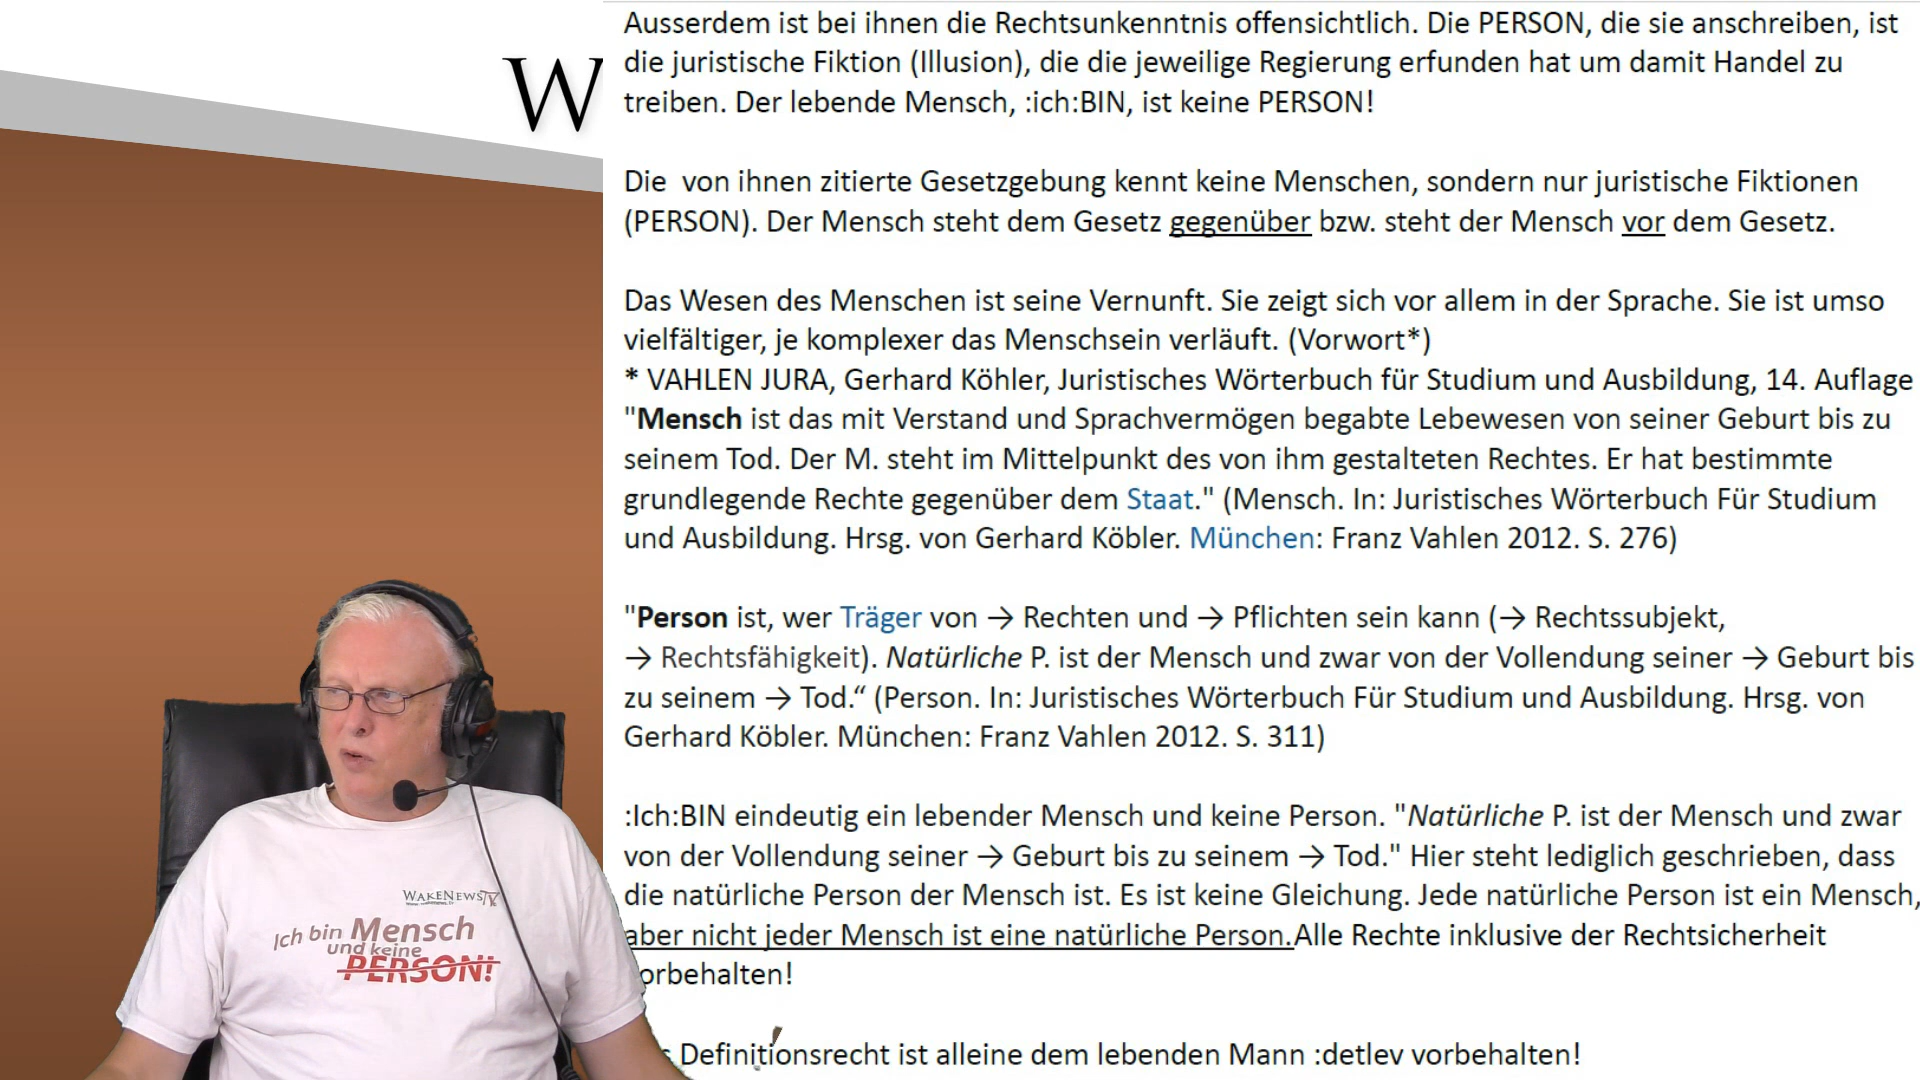 Ausserdem ist bei ihnen die Rechtsunkenntnis offensichtlich. Die PERSON, die sie anschreiben, ist
die juristische Fiktion (Illusion), die die jeweilige Regierung erfunden hat um damit Handel zu
treiben. Der lebende Mensch, :ich:BIN, ist keine PERSON!
W
Die  von ihnen zitierte Gesetzgebung kennt keine Menschen, sondern nur juristische Fiktionen
(PERSON). Der Mensch steht dem Gesetz gegenüber bzw. steht der Mensch vor dem Gesetz.
Das Wesen des Menschen ist seine Vernunft. Sie zeigt sich vor allem in der Sprache. Sie ist umso
vielfältiger, je komplexer das Menschsein verläuft. (Vorwort*)
* VAHLEN JURA, Gerhard Köhler, Juristisches Wörterbuch für Studium und Ausbildung, 14. Auflage
"Mensch ist das mit Verstand und Sprachvermögen begabte Lebewesen von seiner Geburt bis zu
seinem Tod. Der M. steht im Mittelpunkt des von ihm gestalteten Rechtes. Er hat bestimmte
grundlegende Rechte gegenüber dem Staat." (Mensch. In: Juristisches Wörterbuch Für Studium
und Ausbildung. Hrsg. von Gerhard Köbler. München: Franz Vahlen 2012. S. 276)
"Person ist, wer Träger von → Rechten und → Pflichten sein kann (→ Rechtssubjekt,
→ Rechtsfähigkeit). Natürliche P. ist der Mensch und zwar von der Vollendung seiner → Geburt bis
zu seinem → Tod.“ (Person. In: Juristisches Wörterbuch Für Studium und Ausbildung. Hrsg. von
Gerhard Köbler. München: Franz Vahlen 2012. S. 311)
:Ich:BIN eindeutig ein lebender Mensch und keine Person. "Natürliche P. ist der Mensch und zwar
von der Vollendung seiner → Geburt bis zu seinem → Tod." Hier steht lediglich geschrieben, dass
die natürliche Person der Mensch ist. Es ist keine Gleichung. Jede natürliche Person ist ein Mensch,
aber nicht jeder Mensch ist eine natürliche Person.Alle Rechte inklusive der Rechtsicherheit
orbehalten!
s Definitionsrecht ist alleine dem lebenden Mann :detlev vorbehalten!
WAKENEWSTV
Ich bin Mensch
und keine
PERSON!